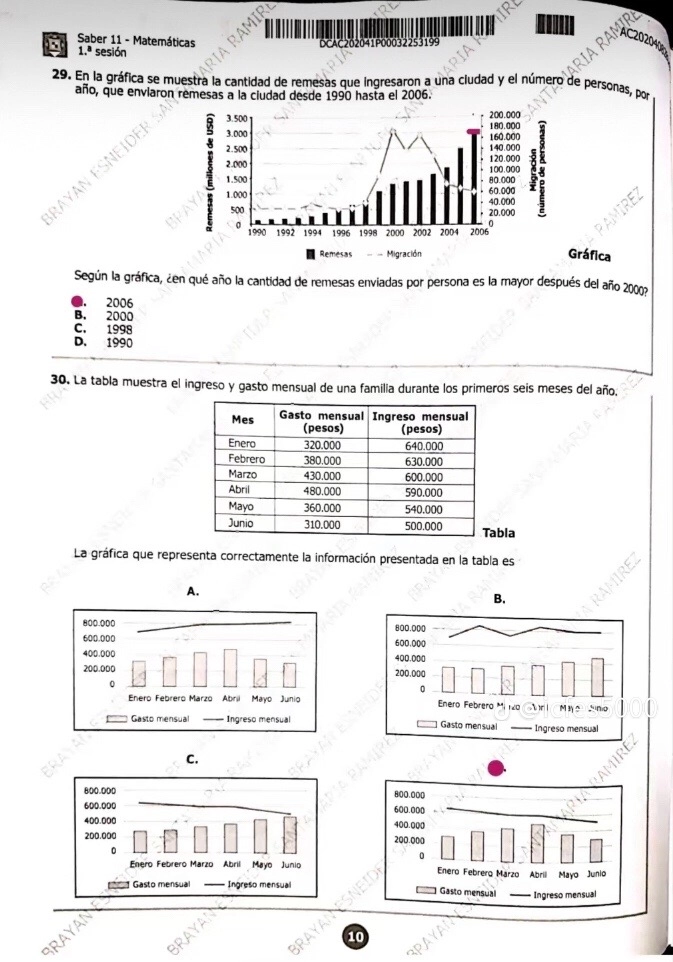 Saber 11 - Matemáticas
1.ª sesión
DCAC202041P00032253199
29. En la gráfica se muestra la cantidad de remesas que ingresaron a una ciudad y el número de personas, por
año, que enviaron remesas a la ciudad desde 1990 hasta el 2006.
Remesas (millones de USD)
3.500
3.000
2.500
2.000
1.500
1.000
500
0
200.000
180.000
160.000
140.000
120.000
100.000
80.000
60.000
40.000
20.000
0
Migración
(número de personas)
1990 1992 1994 1996 1998 2000 2002 2004 2006
Remesas Migración
Gráfica
Según la gráfica, ¿en qué año la cantidad de remesas enviadas por persona es la mayor después del año 2000?
2006
B. 2000
C. 1998
D. 1990
30. La tabla muestra el ingreso y gasto mensual de una familia durante los primeros seis meses del año.
Mes Gasto mensual (pesos) Ingreso mensual (pesos)
Enero 320.000 640.000
Febrero 380.000 630.000
Marzo 430.000 600.000
Abril 480.000 590.000
Mayo 360.000 540.000
Junio 310.000 500.000
Tabla
La gráfica que representa correctamente la información presentada en la tabla es
A.
800.000
600.000
400.000
200.000
0
Enero Febrero Marzo Abril Mayo Junio
Gasto mensual Ingreso mensual
B.
800.000
600.000
400.000
200.000
0
Enero Febrero Marzo Abril Mayo Junio
Gasto mensual Ingreso mensual
C.
800.000
600.000
400.000
200.000
0
Enero Febrero Marzo Abril Mayo Junio
Gasto mensual Ingreso mensual
800.000
600.000
400.000
200.000
0
Enero Febrero Marzo Abril Mayo Junio
Gasto mensual Ingreso mensual
10
BRAYAN ESNEIDER SANTAMARIA RAMIREZ